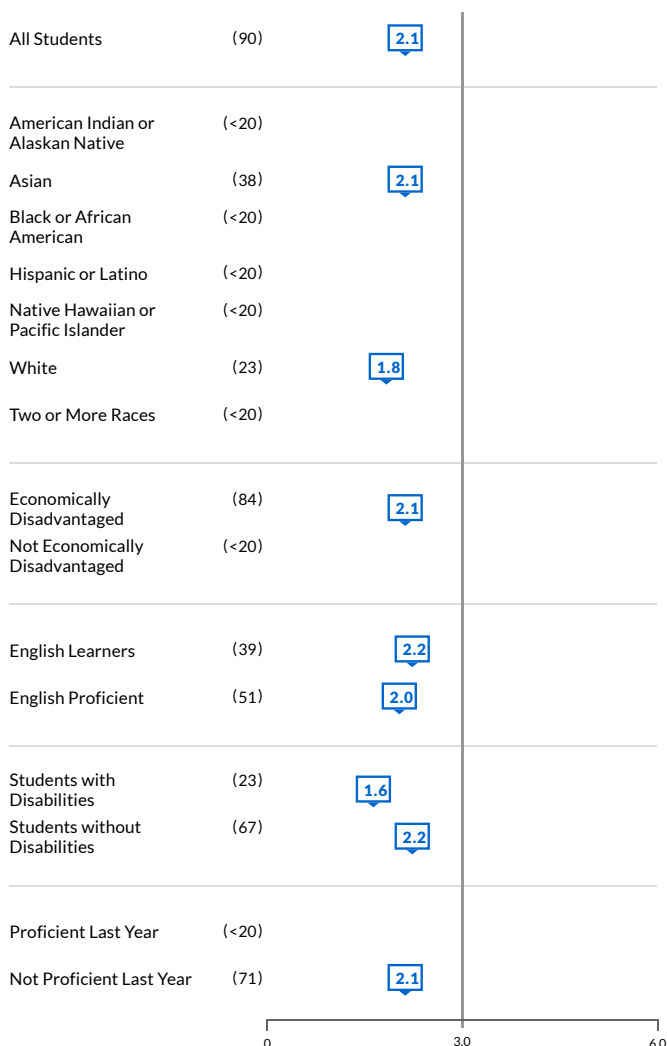 All Students (90) 2.1
American Indian or (<20)
Alaskan Native
Asian (38) 2.1
Black or African (<20)
American
Hispanic or Latino (<20)
Native Hawaiian or (<20)
Pacific Islander
White (23) 1.8
Two or More Races (<20)
Economically (84) 2.1
Disadvantaged
Not Economically (<20)
Disadvantaged
English Learners (39) 2.2
English Proficient (51) 2.0
Students with (23) 1.6
Disabilities
Students without (67) 2.2
Disabilities
Proficient Last Year (<20)
Not Proficient Last Year (71) 2.1
0 3.0 6.0